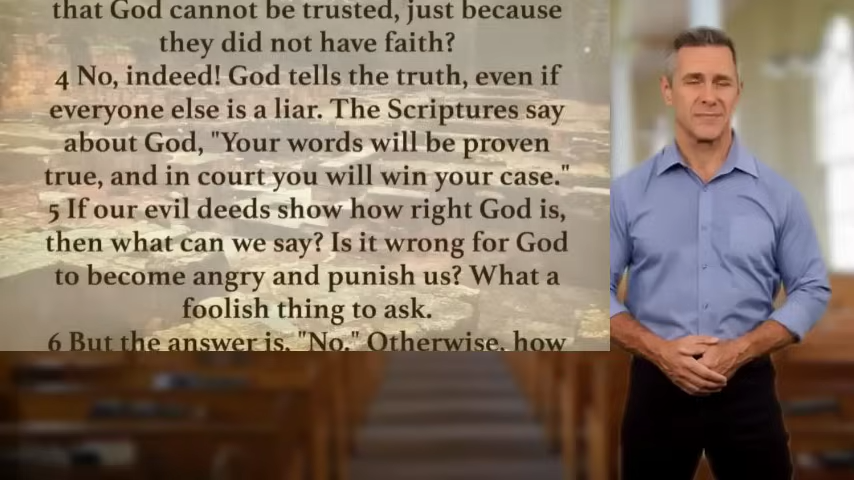 that God cannot be trusted, just because
they did not have faith?
4 No, indeed! God tells the truth, even if
everyone else is a liar. The Scriptures say
about God, "Your words will be proven
true, and in court you will win your case."
5 If our evil deeds show how right God is,
then what can we say? Is it wrong for God
to become angry and punish us? What a
foolish thing to ask.
6 But the answer is, "No." Otherwise, how